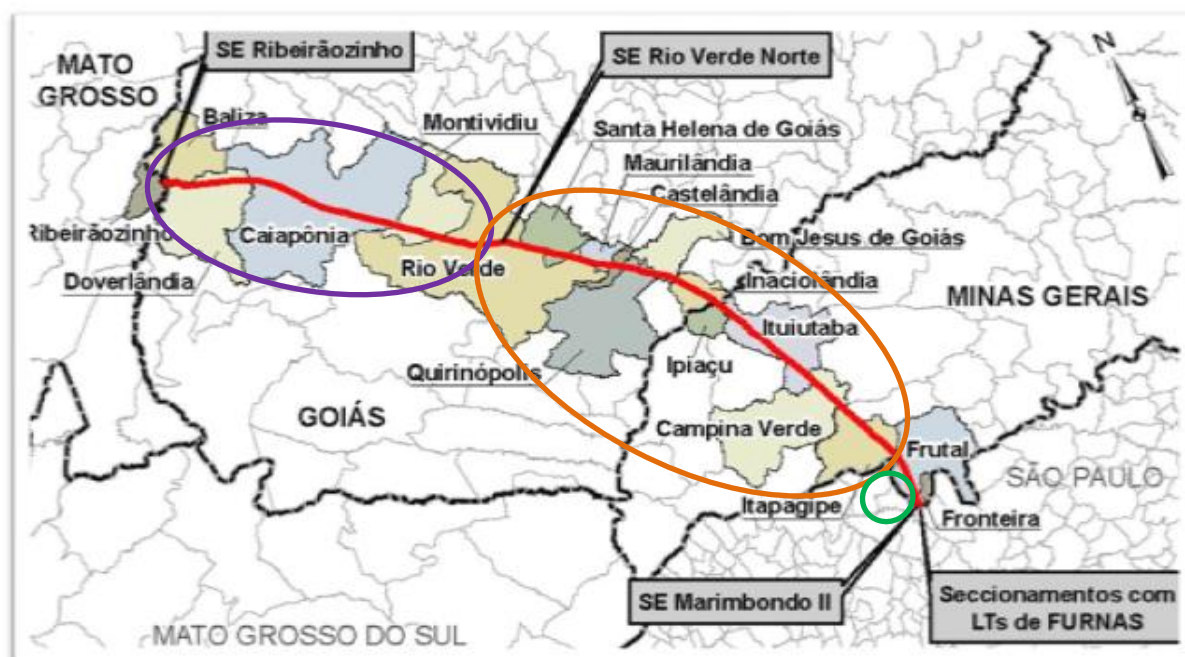 SE Ribeirãozinho
SE Rio Verde Norte
MATO
GROSSO
N
Baliza
Montividiu
Santa Helena de Goiás
Maurilândia
Castelândia
Ribeirãozinho
Caiapônia
Bom Jesus de Goiás
Doverlândia
Rio Verde
Inaciolândia
MINAS GERAIS
Ituiutaba
Quirinópolis
Ipiaçu
GOIÁS
Campina Verde
Frutal
SÃO PAULO
Itapagipe
Fronteira
SE Marimbondo II
Seccionamentos com
LTs de FURNAS
MATO GROSSO DO SUL